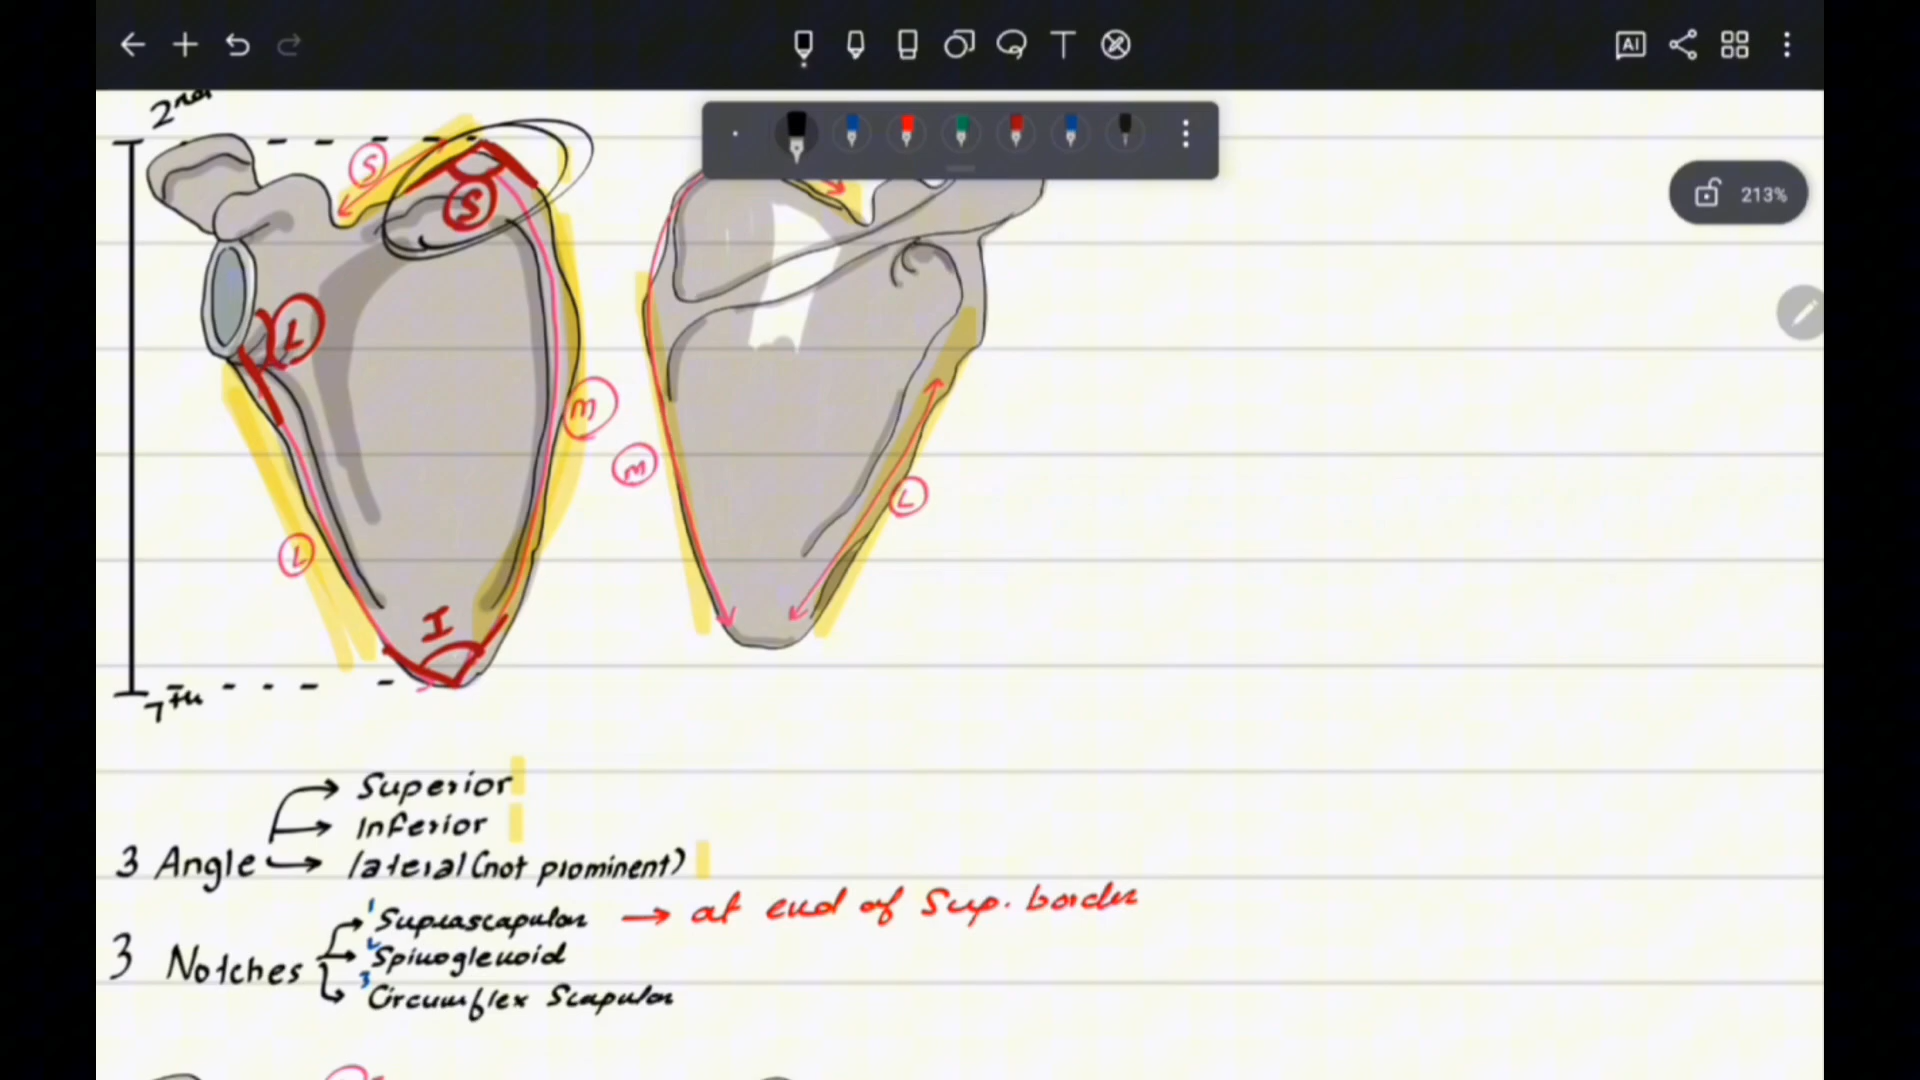 AI
213%
2nd
S
S
L
M
M
L
L
I
7th
Superior
Inferior
3 Angle
lateral (not prominent)
1 Suprascapular → at end of Sup. border
2 Spinoglenoid
3 Notches
3 Circumflex Scapular